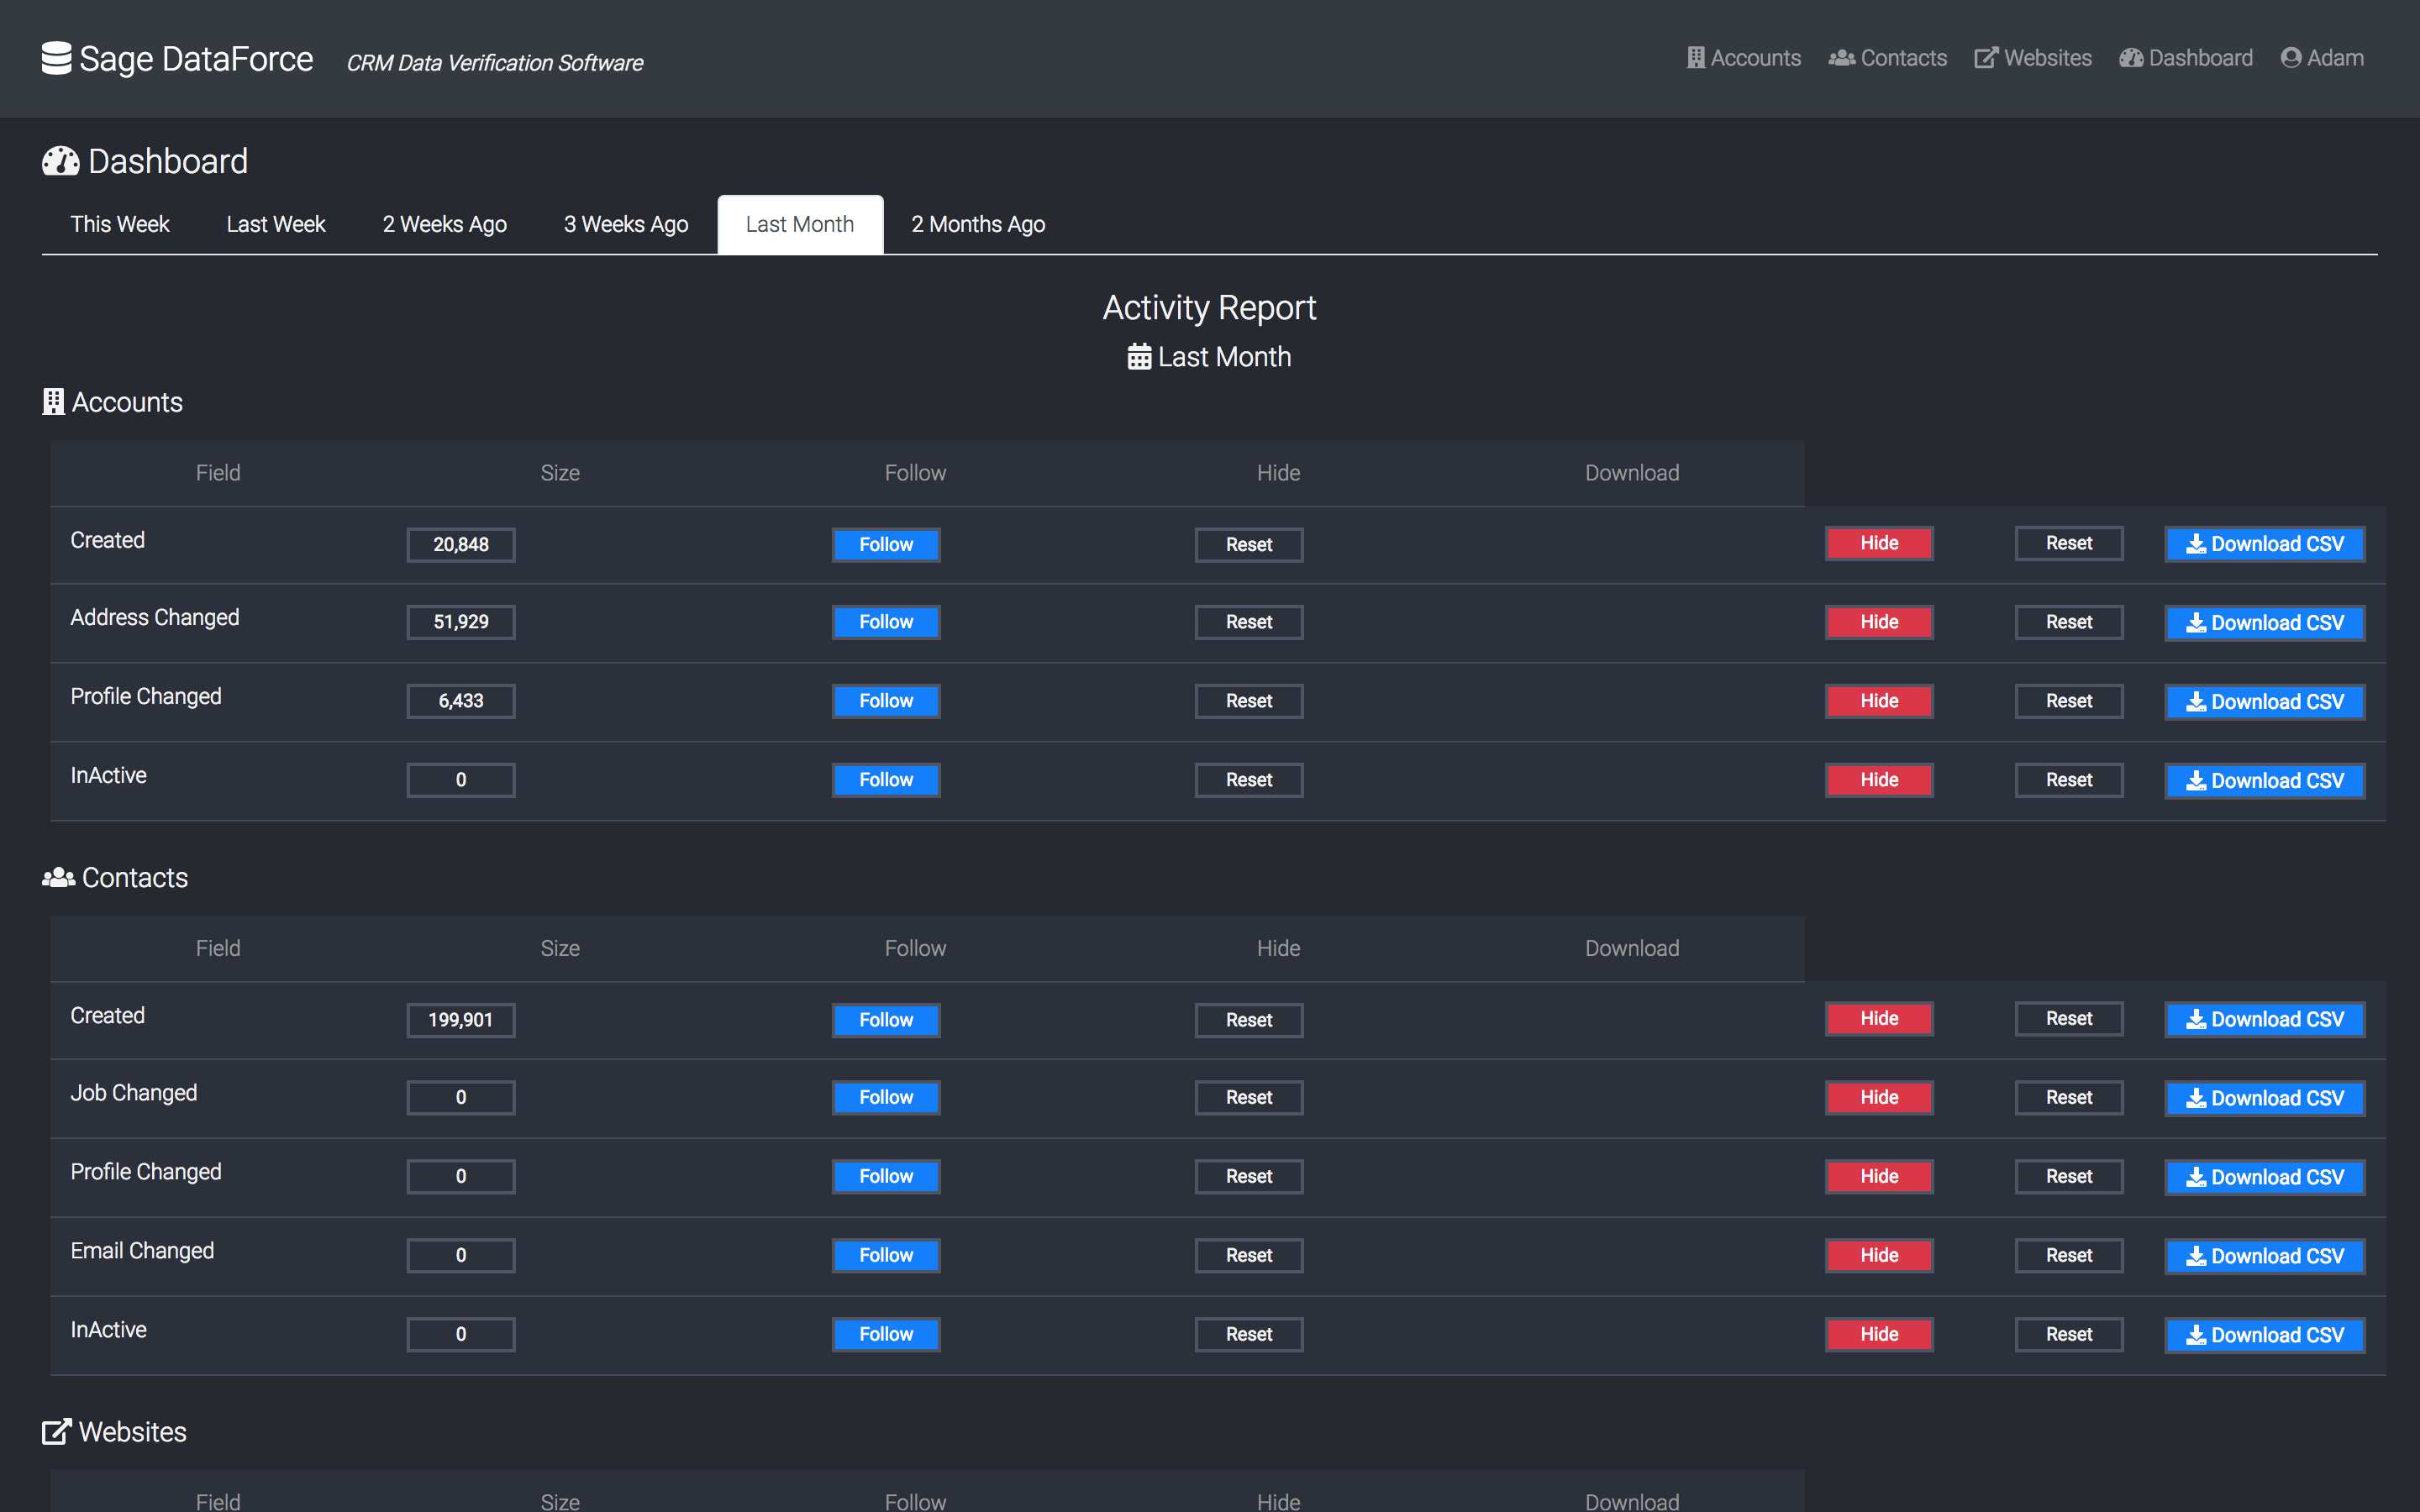 Sage DataForce CRM Data Verification Software Accounts Contacts Websites Dashboard Adam
Dashboard
This Week Last Week 2 Weeks Ago 3 Weeks Ago Last Month 2 Months Ago
Activity Report
Last Month
Accounts
Field Size Follow Hide Download
Created 20,848 Follow Reset Hide Reset Download CSV
Address Changed 51,929 Follow Reset Hide Reset Download CSV
Profile Changed 6,433 Follow Reset Hide Reset Download CSV
InActive 0 Follow Reset Hide Reset Download CSV
Contacts
Field Size Follow Hide Download
Created 199,901 Follow Reset Hide Reset Download CSV
Job Changed 0 Follow Reset Hide Reset Download CSV
Profile Changed 0 Follow Reset Hide Reset Download CSV
Email Changed 0 Follow Reset Hide Reset Download CSV
InActive 0 Follow Reset Hide Reset Download CSV
Websites
Field Size Follow Hide Download